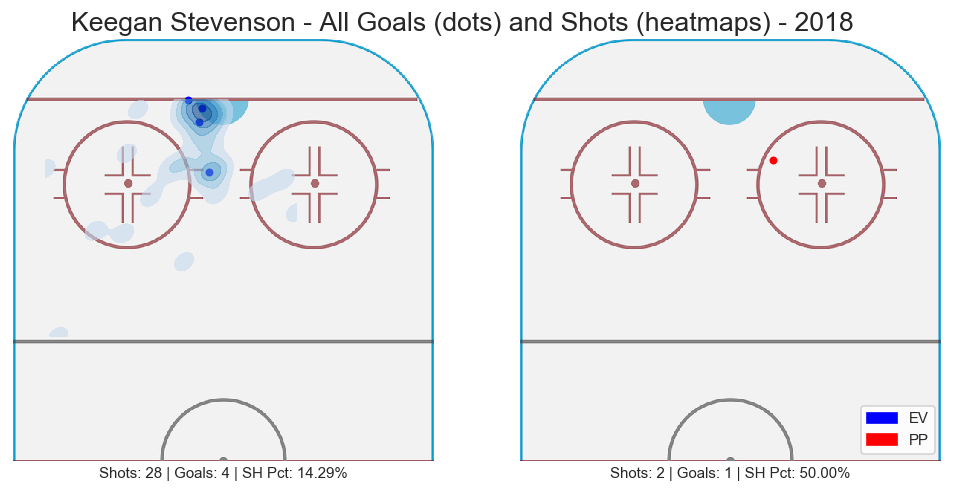 Keegan Stevenson - All Goals (dots) and Shots (heatmaps) - 2018
EV
PP
Shots: 28 | Goals: 4 | SH Pct: 14.29%
Shots: 2 | Goals: 1 | SH Pct: 50.00%